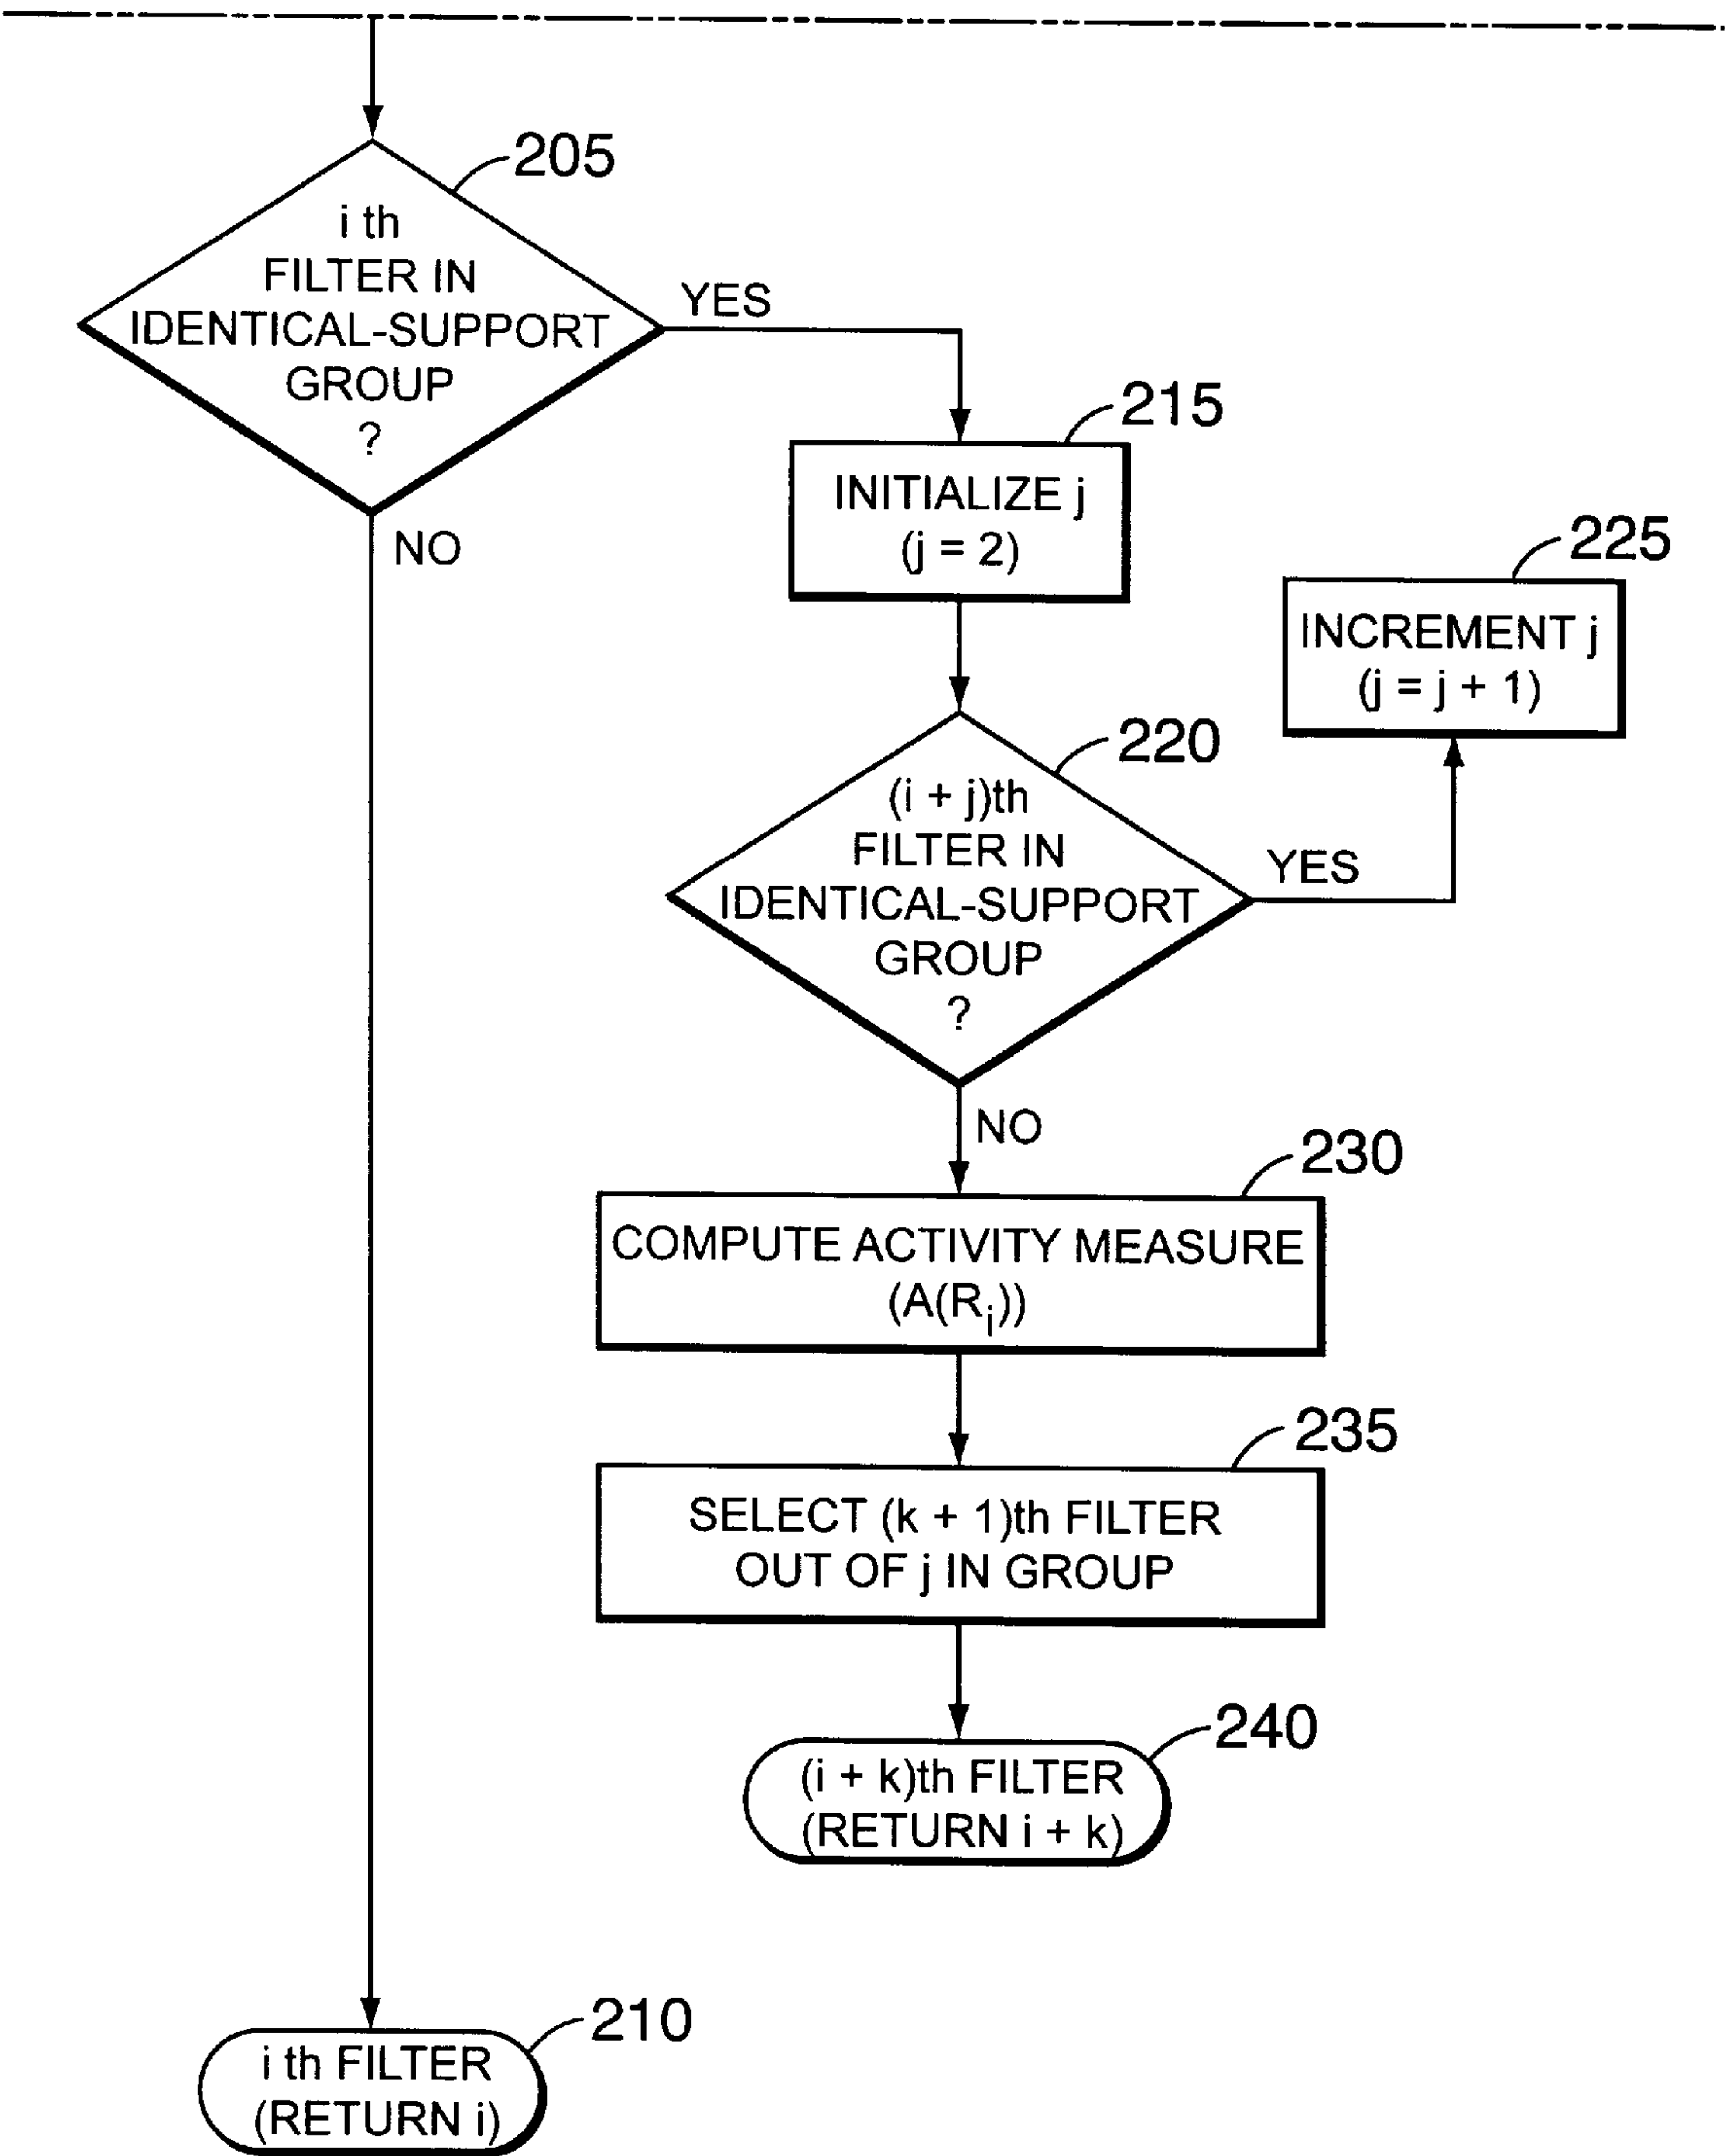 205
i th
FILTER IN
IDENTICAL-SUPPORT
GROUP
?
YES
NO
215
INITIALIZE j
(j = 2)
225
INCREMENT j
(j = j + 1)
220
(i + j)th
FILTER IN
IDENTICAL-SUPPORT
GROUP
?
YES
NO
230
COMPUTE ACTIVITY MEASURE
(A(Ri))
235
SELECT (k + 1)th FILTER
OUT OF j IN GROUP
240
(i + k)th FILTER
(RETURN i + k)
210
i th FILTER
(RETURN i)